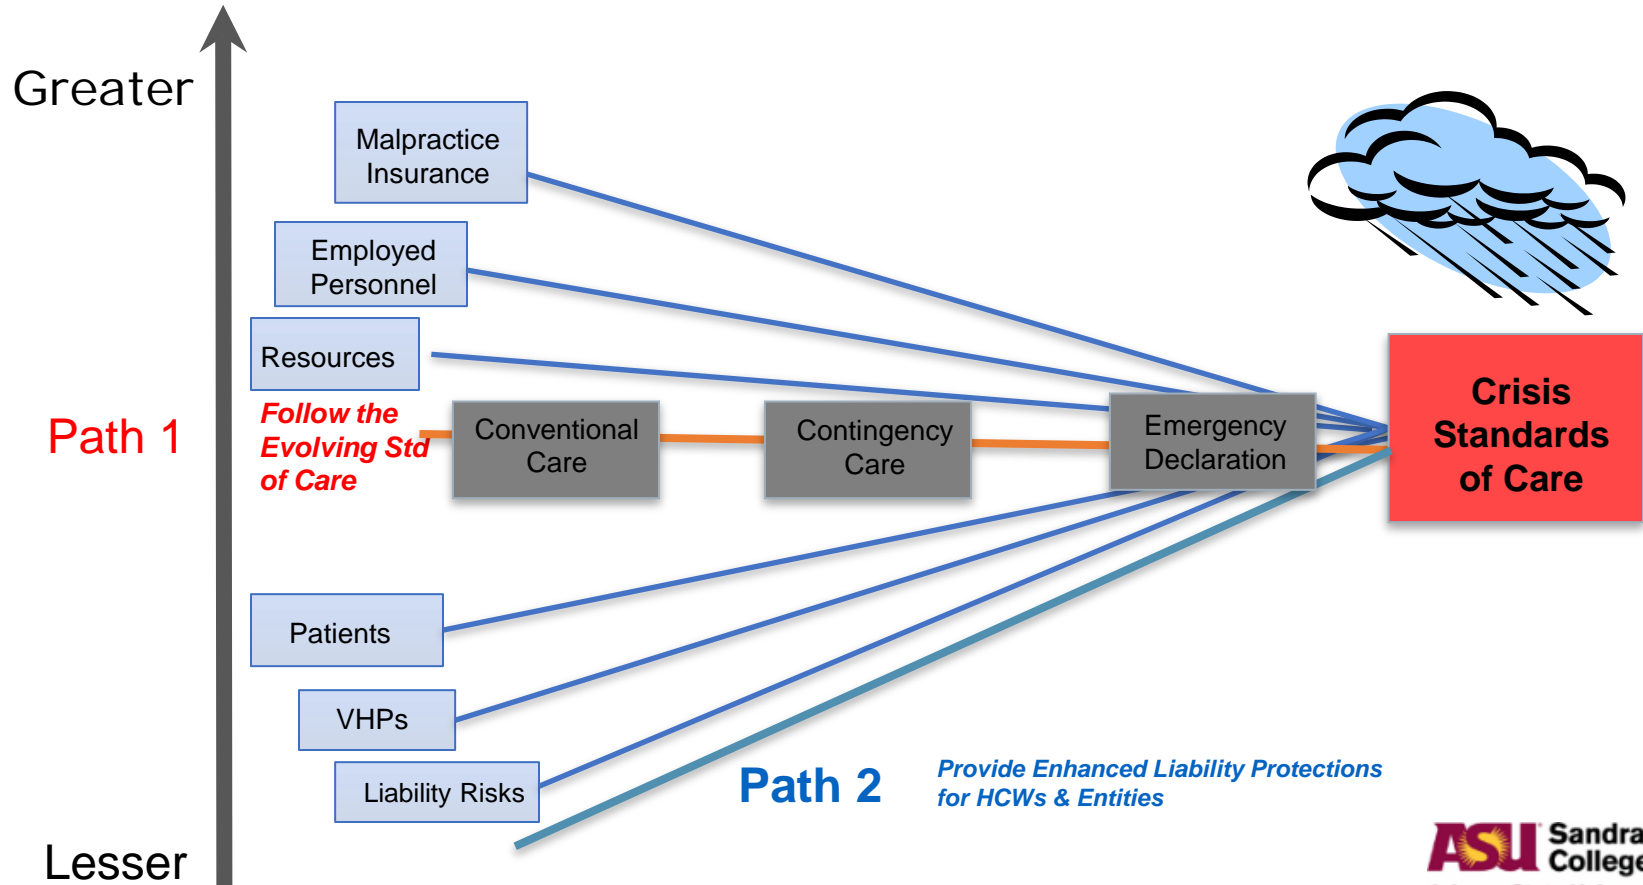 Greater
Malpractice
Insurance
Employed
Personnel
Resources
Path 1
Follow the
Evolving Std
of Care
Conventional
Care
Contingency
Care
Emergency
Declaration
Crisis
Standards
of Care
Patients
VHPs
Liability Risks
Path 2
Provide Enhanced Liability Protections
for HCWs & Entities
Lesser
ASU
Sandra
College